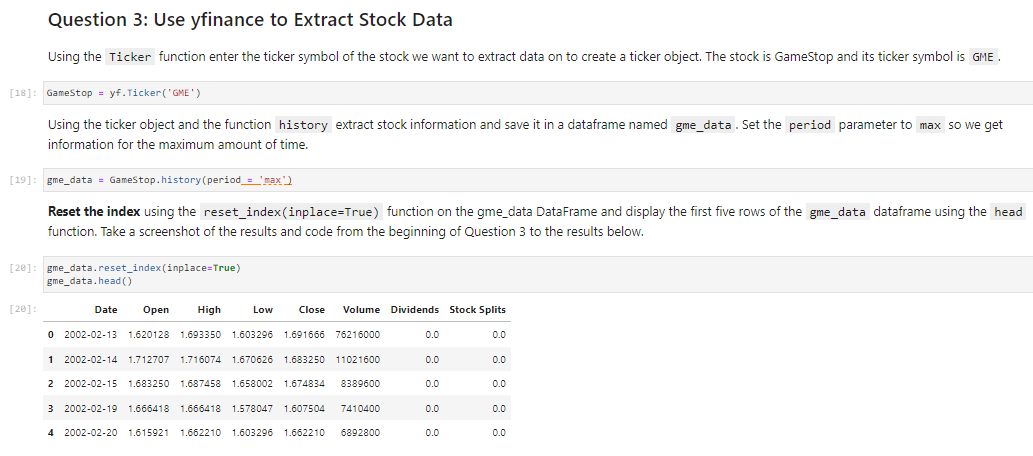 Question 3: Use yfinance to Extract Stock Data
Using the Ticker function enter the ticker symbol of the stock we want to extract data on to create a ticker object. The stock is GameStop and its ticker symbol is GME .
[18]: GameStop = yf.Ticker('GME')
Using the ticker object and the function history extract stock information and save it in a dataframe named gme_data . Set the period parameter to max so we get
information for the maximum amount of time.
[19]: gme_data = GameStop.history(period = 'max')
Reset the index using the reset_index(inplace=True) function on the gme_data DataFrame and display the first five rows of the gme_data dataframe using the head
function. Take a screenshot of the results and code from the beginning of Question 3 to the results below.
[20]: gme_data.reset_index(inplace=True)
gme_data.head()
[20]: Date Open High Low Close Volume Dividends Stock Splits
0 2002-02-13 1.620128 1.693350 1.603296 1.691666 76216000 0.0 0.0
1 2002-02-14 1.712707 1.716074 1.670626 1.683250 11021600 0.0 0.0
2 2002-02-15 1.683250 1.687458 1.658002 1.674834 8389600 0.0 0.0
3 2002-02-19 1.666418 1.666418 1.578047 1.607504 7410400 0.0 0.0
4 2002-02-20 1.615921 1.662210 1.603296 1.662210 6892800 0.0 0.0